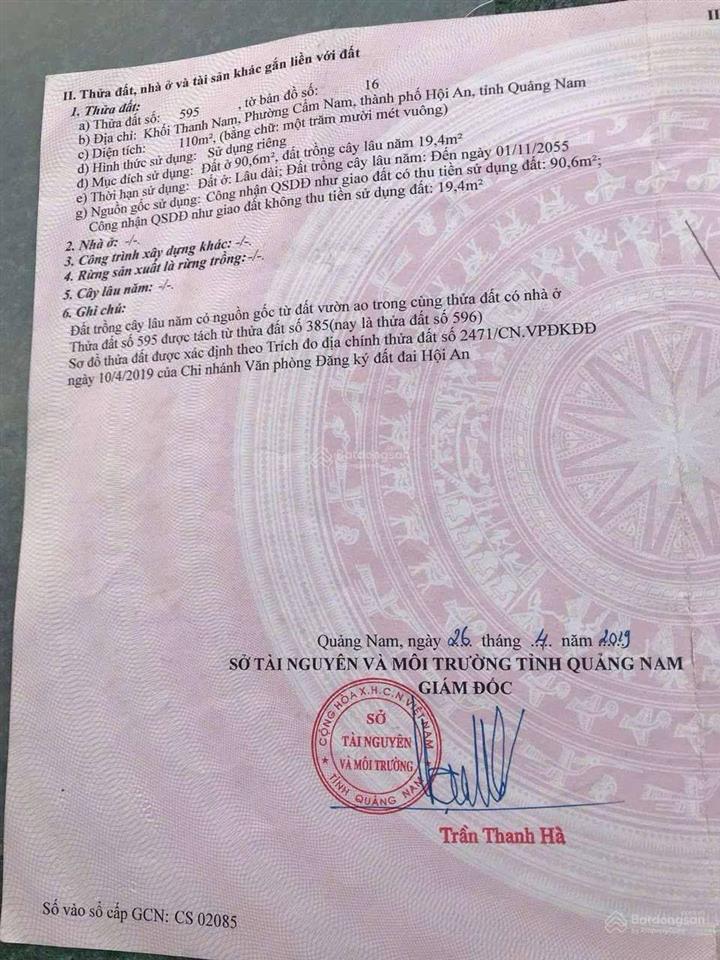 II
II. Thửa đất, nhà ở và tài sản khác gắn liền với đất
1. Thửa đất:
a) Thửa đất số: 595 , tờ bản đồ số: 16
b) Địa chỉ: Khối Thanh Nam, Phường Cẩm Nam, thành phố Hội An, tỉnh Quảng Nam
c) Diện tích: 110m², (bằng chữ: một trăm mười mét vuông)
d) Hình thức sử dụng: Sử dụng riêng
đ) Mục đích sử dụng: Đất ở 90,6m², đất trồng cây lâu năm 19,4m²
e) Thời hạn sử dụng: Đất ở: Lâu dài; Đất trồng cây lâu năm: Đến ngày 01/11/2055
g) Nguồn gốc sử dụng: Công nhận QSDĐ như giao đất có thu tiền sử dụng đất: 90,6m²;
Công nhận QSDĐ như giao đất không thu tiền sử dụng đất: 19,4m²
2. Nhà ở: -/-.
3. Công trình xây dựng khác: -/-.
4. Rừng sản xuất là rừng trồng:-/-.
5. Cây lâu năm: -/-.
6. Ghi chú:
Đất trồng cây lâu năm có nguồn gốc từ đất vườn ao trong cùng thửa đất có nhà ở
Thửa đất số 595 được tách từ thửa đất số 385(nay là thửa đất số 596)
Sơ đồ thửa đất được xác định theo Trích đo địa chính thửa đất số 2471/CN.VPĐKĐĐ
ngày 10/4/2019 của Chi nhánh Văn phòng Đăng ký đất đai Hội An
Batdongsan
Quảng Nam, ngày 26 tháng 4 năm 2019
SỞ TÀI NGUYÊN VÀ MÔI TRƯỜNG TỈNH QUẢNG NAM
GIÁM ĐỐC
CỘNG HÒA X.H.C.N VIỆT NAM
SỞ
TÀI NGUYÊN
VÀ MÔI TRƯỜNG
TỈNH QUẢNG NAM
Trần Thanh Hà
Số vào sổ cấp GCN: CS 02085
Batdongsan
by PropertyGuru